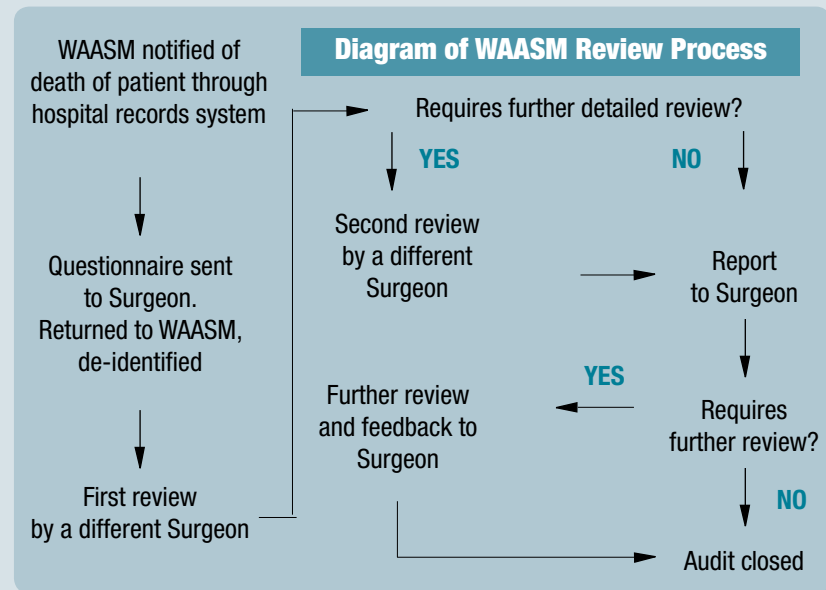 Diagram of WAASM Review Process
WAASM notified of
death of patient through
hospital records system
Questionnaire sent
to Surgeon.
Returned to WAASM,
de-identified
First review
by a different Surgeon
Requires further detailed review?
YES
NO
Second review
by a different
Surgeon
Report
to Surgeon
YES
Further review
and feedback to
Surgeon
Requires
further review?
NO
Audit closed